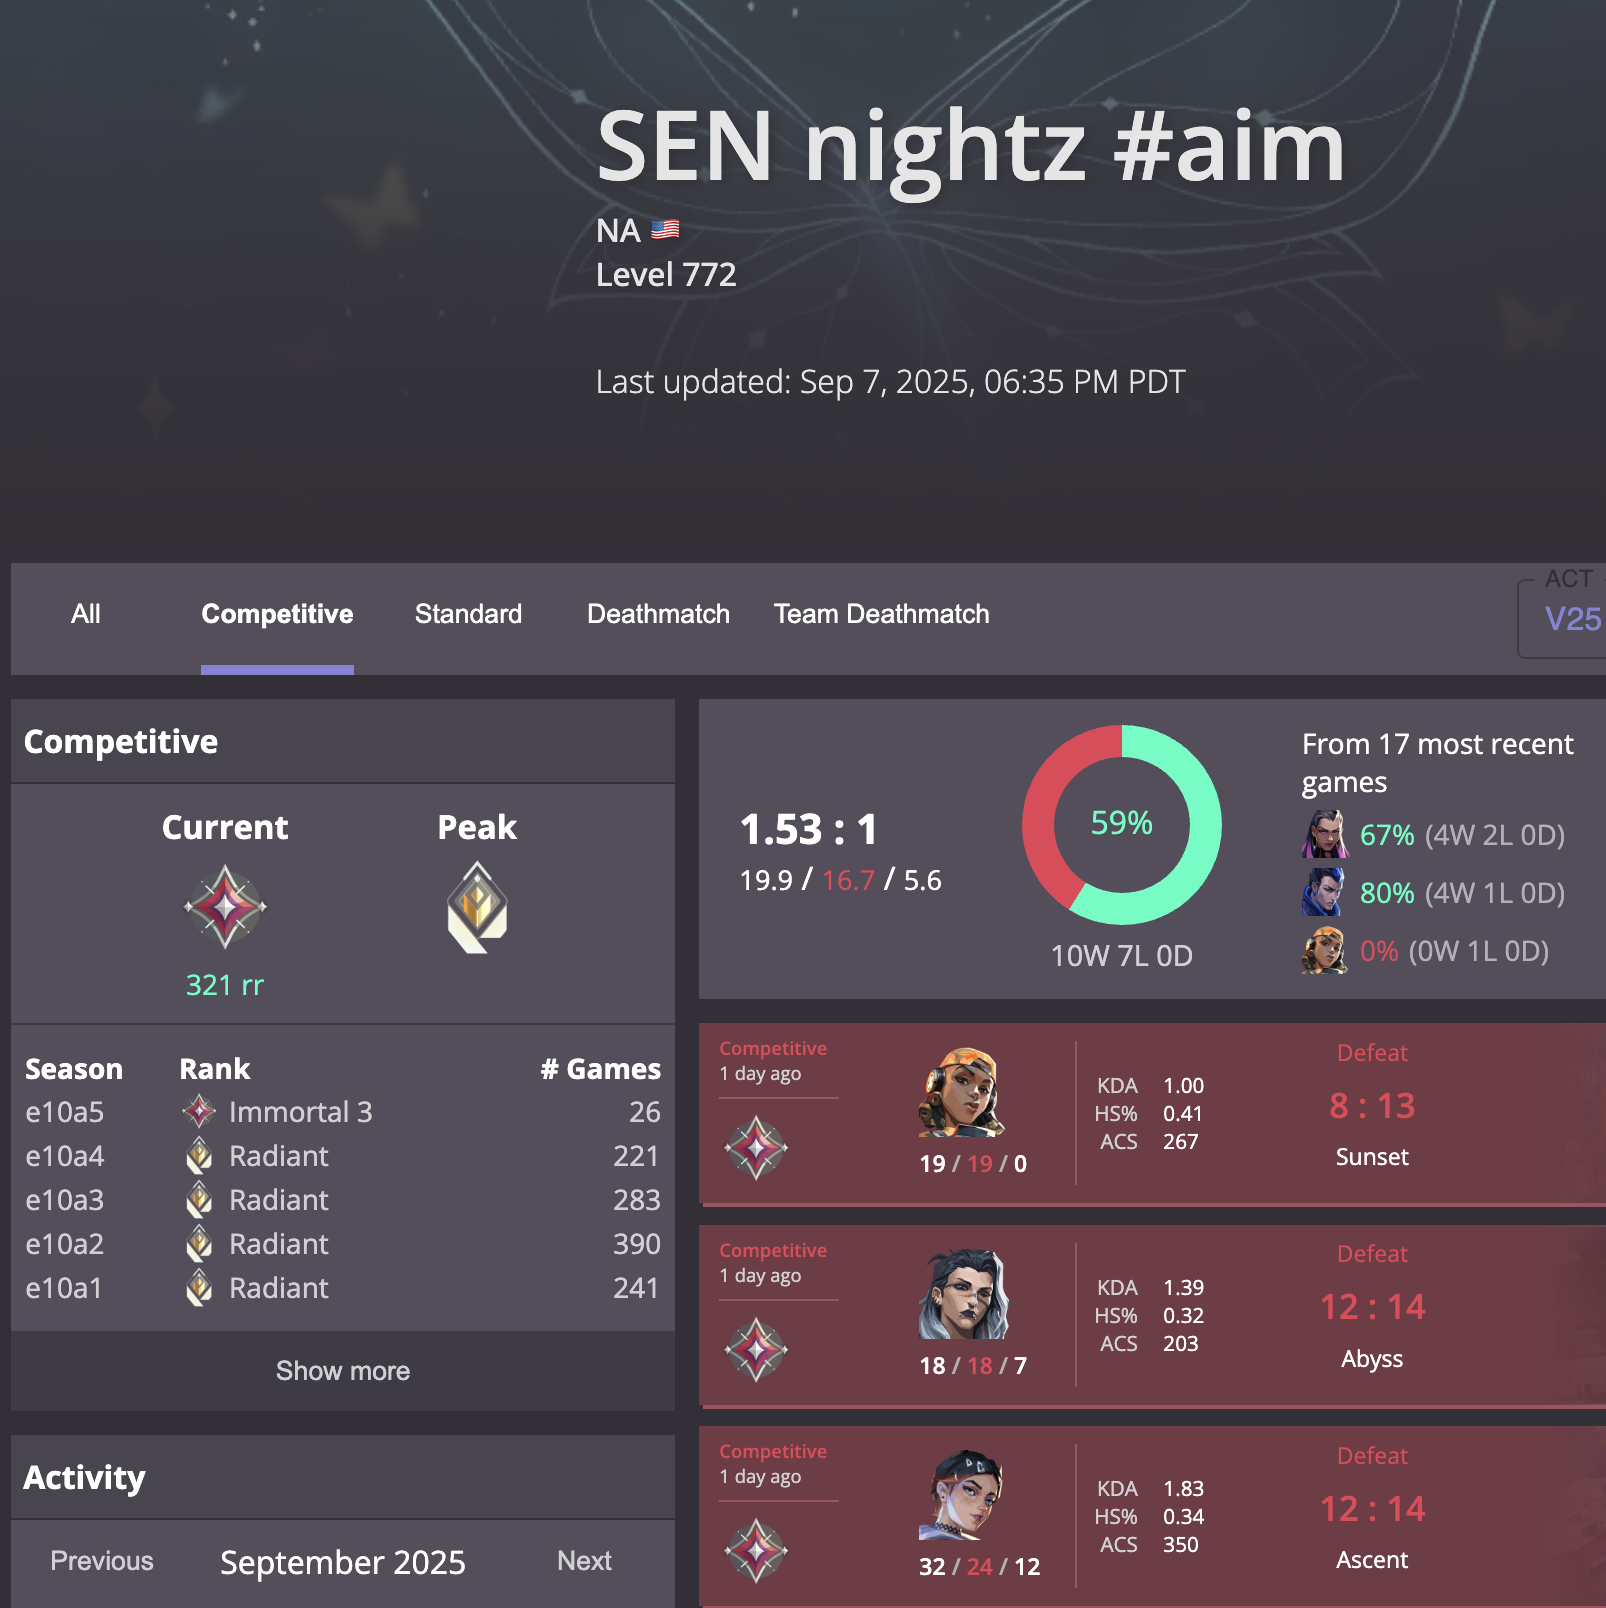 SEN nightz #aim
NA
Level 772
Last updated: Sep 7, 2025, 06:35 PM PDT
All Competitive Standard Deathmatch Team Deathmatch
ACT
V25
Competitive
Current Peak
321 rr
Season Rank # Games
e10a5 Immortal 3 26
e10a4 Radiant 221
e10a3 Radiant 283
e10a2 Radiant 390
e10a1 Radiant 241
Show more
Activity
Previous September 2025 Next
1.53 : 1
19.9 / 16.7 / 5.6
59%
10W 7L 0D
From 17 most recent
games
67% (4W 2L 0D)
80% (4W 1L 0D)
0% (0W 1L 0D)
Competitive
1 day ago
19 / 19 / 0
KDA 1.00
HS% 0.41
ACS 267
Defeat
8 : 13
Sunset
Competitive
1 day ago
18 / 18 / 7
KDA 1.39
HS% 0.32
ACS 203
Defeat
12 : 14
Abyss
Competitive
1 day ago
32 / 24 / 12
KDA 1.83
HS% 0.34
ACS 350
Defeat
12 : 14
Ascent